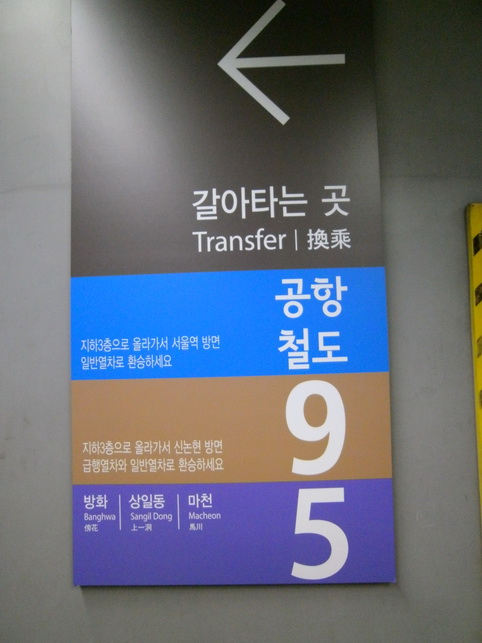 갈아타는 곳
Transfer | 換乘
공항
철도
지하3층으로 올라가서 서울역 방면
일반열차로 환승하세요
9
지하3층으로 올라가서 신논현 방면
급행열차와 일반열차로 환승하세요
5
방화 | 상일동 | 마천
Banghwa | Sangil Dong | Macheon
傍花 | 上一洞 | 馬川